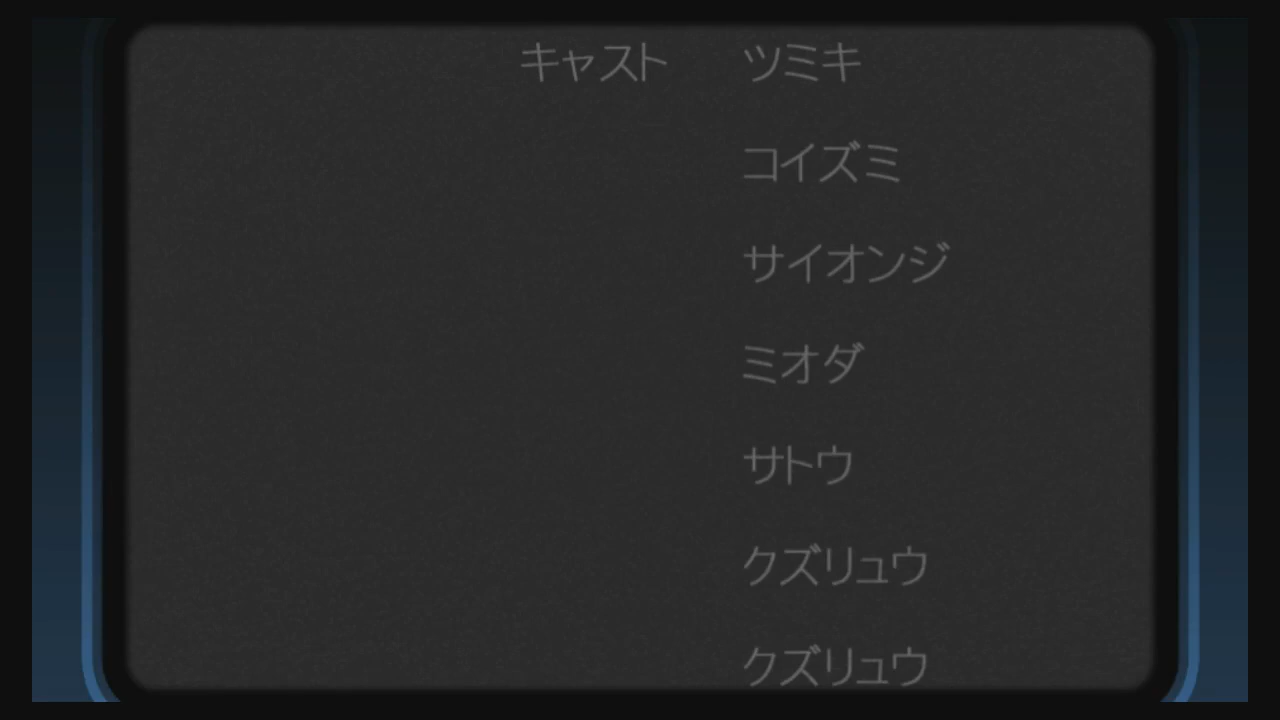 キャスト ツミキ
コイズミ
サイオンジ
ミオダ
サトウ
クズリュウ
クズリュウ